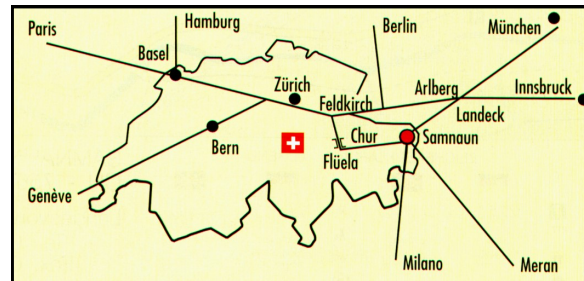 Hamburg
Paris
Berlin
München
Basel
Zürich
Arlberg
Innsbruck
Feldkirch
Landeck
Chur
Samnaun
Bern
Flüela
Genève
Milano
Meran